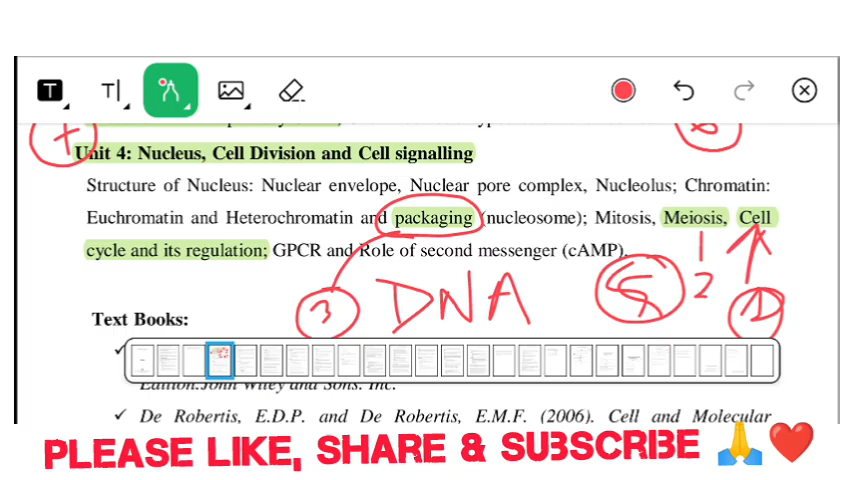 T T|
7
Unit 4: Nucleus, Cell Division and Cell signalling
Structure of Nucleus: Nuclear envelope, Nuclear pore complex, Nucleolus; Chromatin:
Euchromatin and Heterochromatin and packaging (nucleosome); Mitosis, Meiosis, Cell
cycle and its regulation; GPCR and Role of second messenger (cAMP).
1
2
3 DNA
Text Books:
Edition.John Wiley and Sons. Inc.
✓ De Robertis, E.D.P. and De Robertis, E.M.F. (2006). Cell and Molecular
PLEASE LIKE, SHARE & SUBSCRIBE 🙏❤️